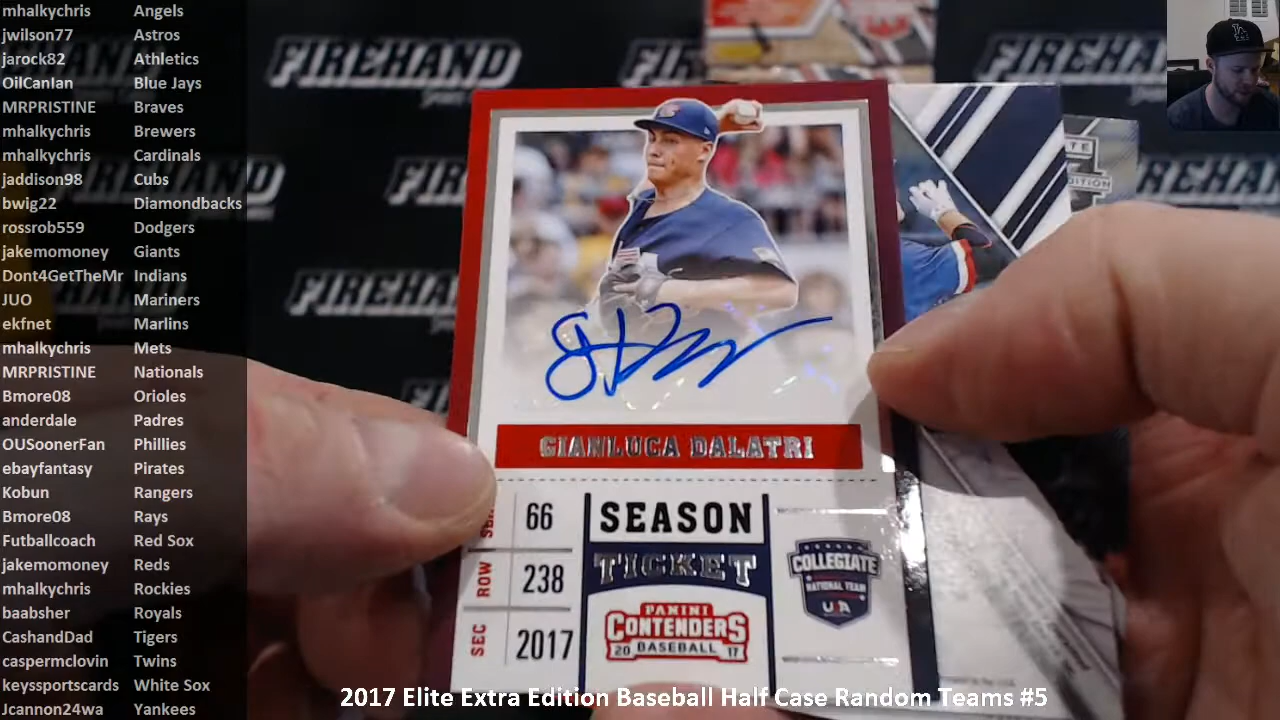 mhalkychris Angels
jwilson77 Astros
jarock82 Athletics
OilCanIan Blue Jays
MRPRISTINE Braves
mhalkychris Brewers
mhalkychris Cardinals
jaddison98 Cubs
bwig22 Diamondbacks
rossrob559 Dodgers
jakemomoney Giants
Dont4GetTheMr Indians
JUO Mariners
ekfnet Marlins
mhalkychris Mets
MRPRISTINE Nationals
Bmore08 Orioles
anderdale Padres
OUSoonerFan Phillies
ebayfantasy Pirates
Kobun Rangers
Bmore08 Rays
Futballcoach Red Sox
jakemomoney Reds
mhalkychris Rockies
baabsher Royals
CashandDad Tigers
caspermclovin Twins
keyssportscards White Sox
Jcannon24wa Yankees
FIREHAND
FIREHAND
FIREHAND
EDITION
GIANLUCA DALATRI
66
ROW 238
SEC 2017
SEASON
TICKET
PANINI
CONTENDERS
20 BASEBALL 17
COLLEGIATE
NATIONAL TEAM
USA
2017 Elite Extra Edition Baseball Half Case Random Teams #5